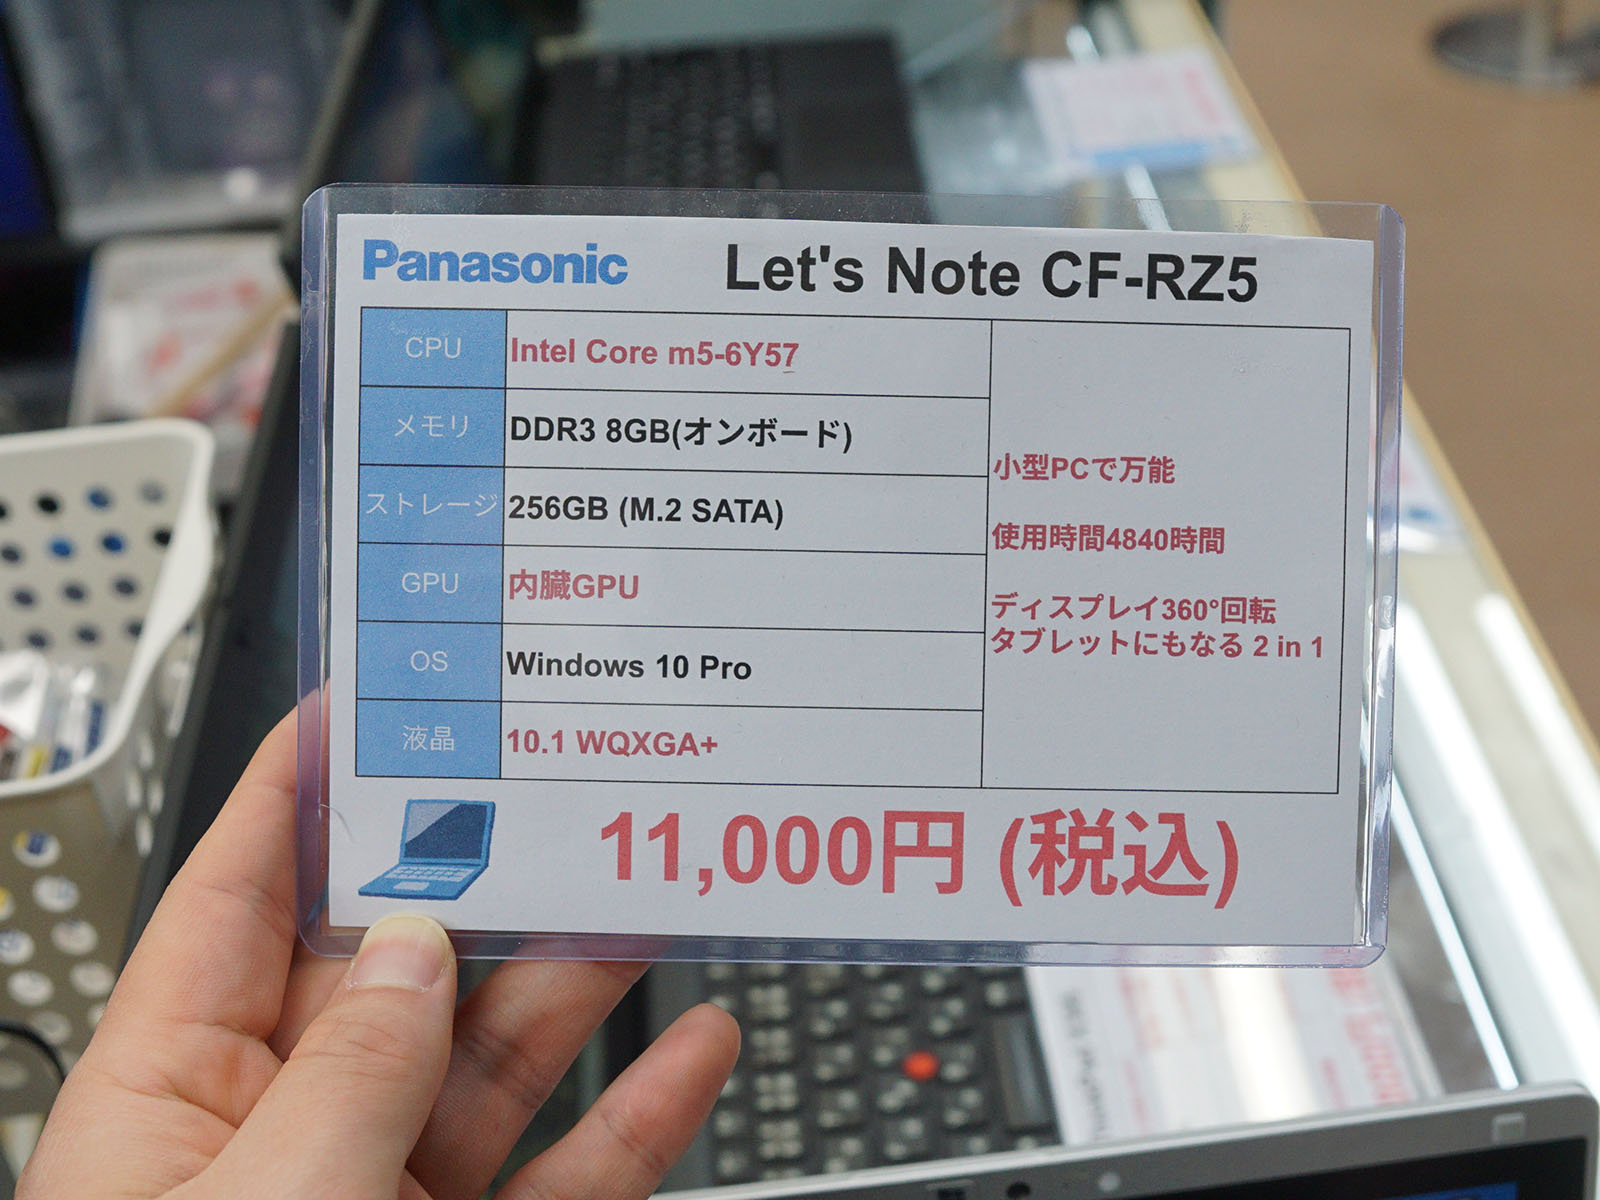 Panasonic Let's Note CF-RZ5
CPU Intel Core m5-6Y57
メモリ DDR3 8GB(オンボード)
ストレージ 256GB (M.2 SATA)
GPU 内臓GPU
OS Windows 10 Pro
液晶 10.1 WQXGA+
小型PCで万能
使用時間4840時間
ディスプレイ360°回転
タブレットにもなる 2 in 1
11,000円 (税込)